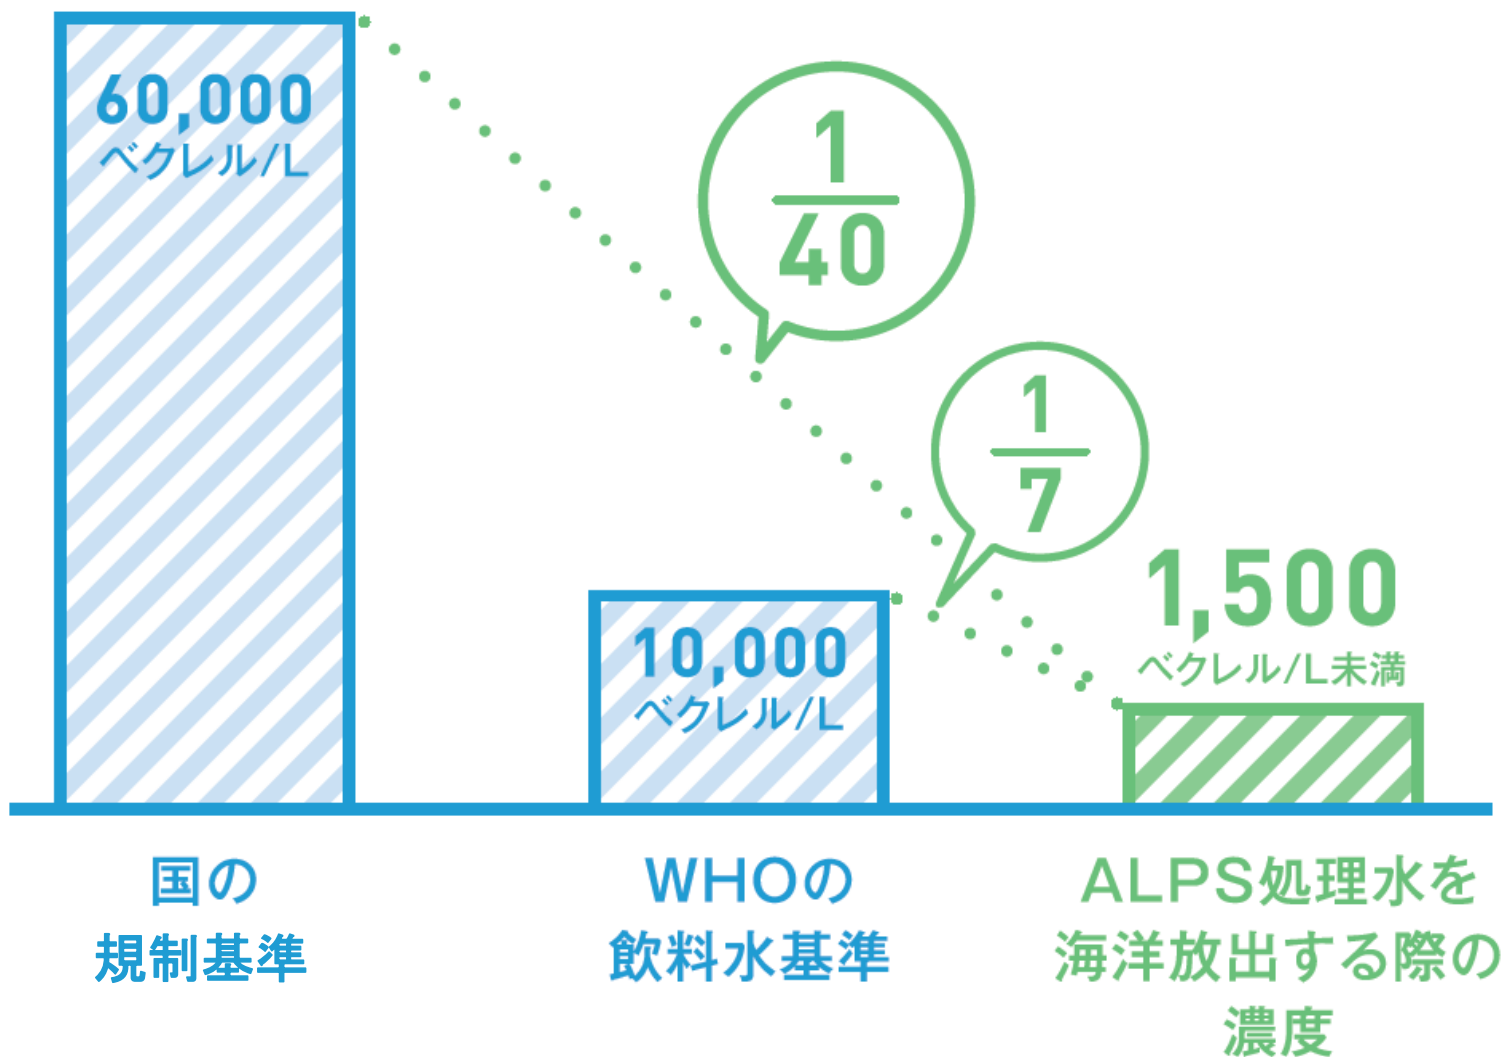 60,000
ベクレル/L
1
40
1
7
1,500
ベクレル/L未満
10,000
ベクレル/L
国の
規制基準
WHOの
飲料水基準
ALPS処理水を
海洋放出する際の
濃度